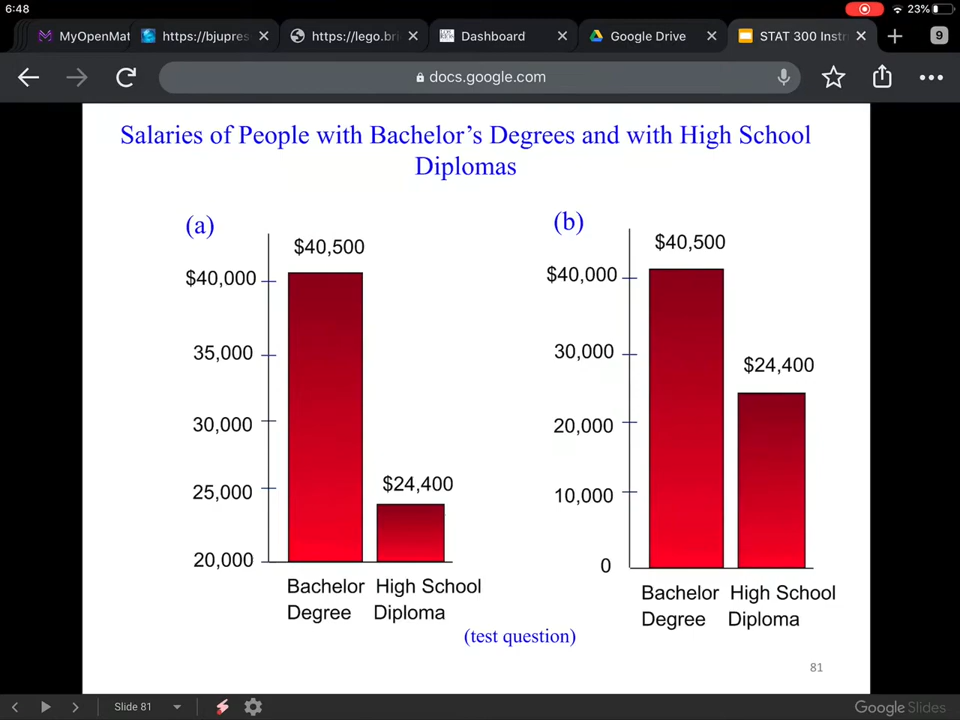 6:48
23%
MyOpenMat
https://bjupres
https://lego.bri
Dashboard
Google Drive
STAT 300 Instr
9
docs.google.com
Salaries of People with Bachelor’s Degrees and with High School
Diplomas
(a)
$40,500
$40,000
35,000
30,000
25,000
$24,400
20,000
Bachelor High School
Degree Diploma
(b)
$40,500
$40,000
30,000
$24,400
20,000
10,000
0
Bachelor High School
Degree Diploma
(test question)
81
Slide 81
Google Slides